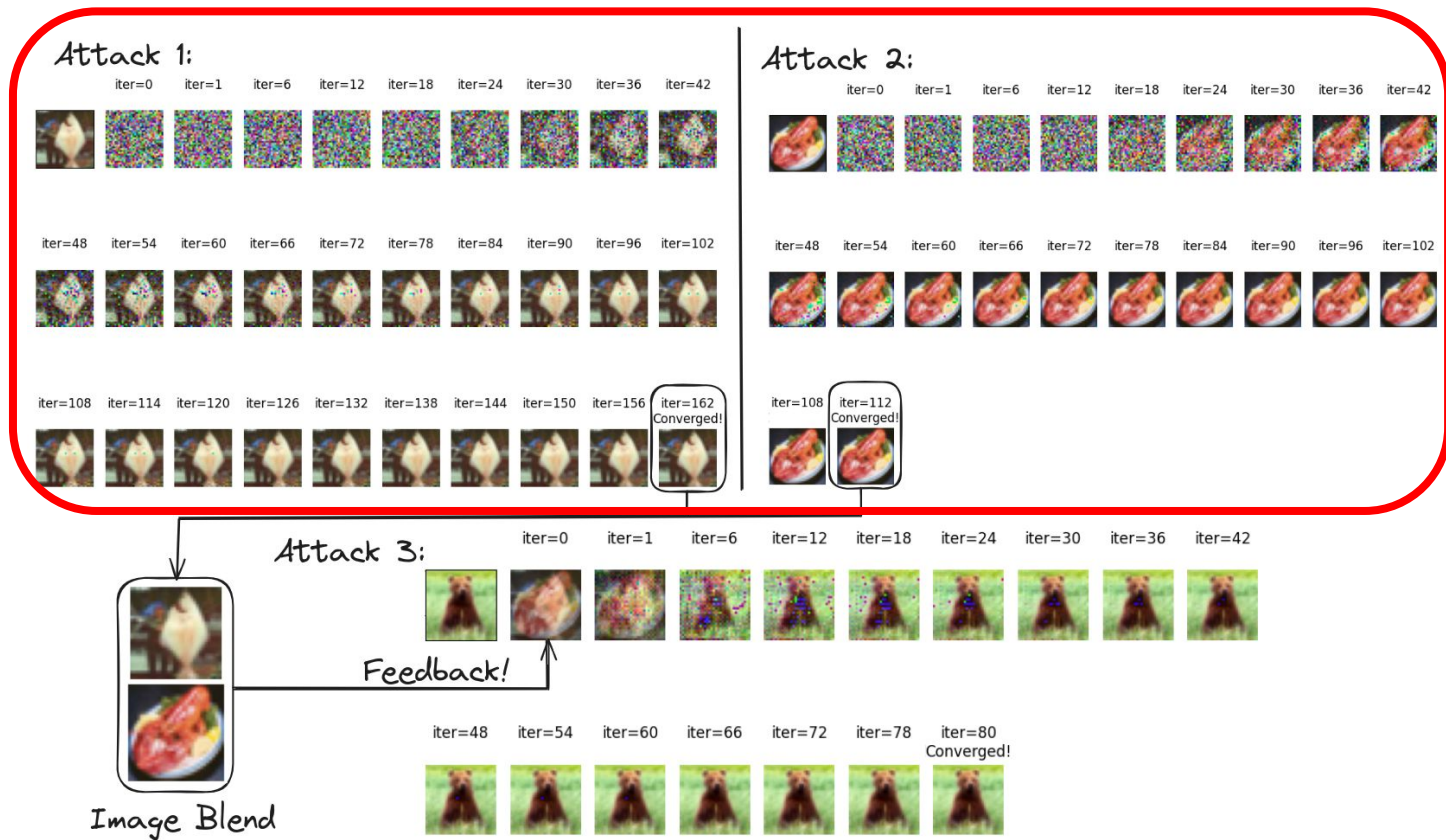 Attack 1:
iter=0 iter=1 iter=6 iter=12 iter=18 iter=24 iter=30 iter=36 iter=42
iter=48 iter=54 iter=60 iter=66 iter=72 iter=78 iter=84 iter=90 iter=96 iter=102
iter=108 iter=114 iter=120 iter=126 iter=132 iter=138 iter=144 iter=150 iter=156 iter=162
Converged!
Attack 2:
iter=0 iter=1 iter=6 iter=12 iter=18 iter=24 iter=30 iter=36 iter=42
iter=48 iter=54 iter=60 iter=66 iter=72 iter=78 iter=84 iter=90 iter=96 iter=102
iter=108 iter=112
Converged!
Attack 3:
iter=0 iter=1 iter=6 iter=12 iter=18 iter=24 iter=30 iter=36 iter=42
Feedback!
iter=48 iter=54 iter=60 iter=66 iter=72 iter=78 iter=80
Converged!
Image Blend